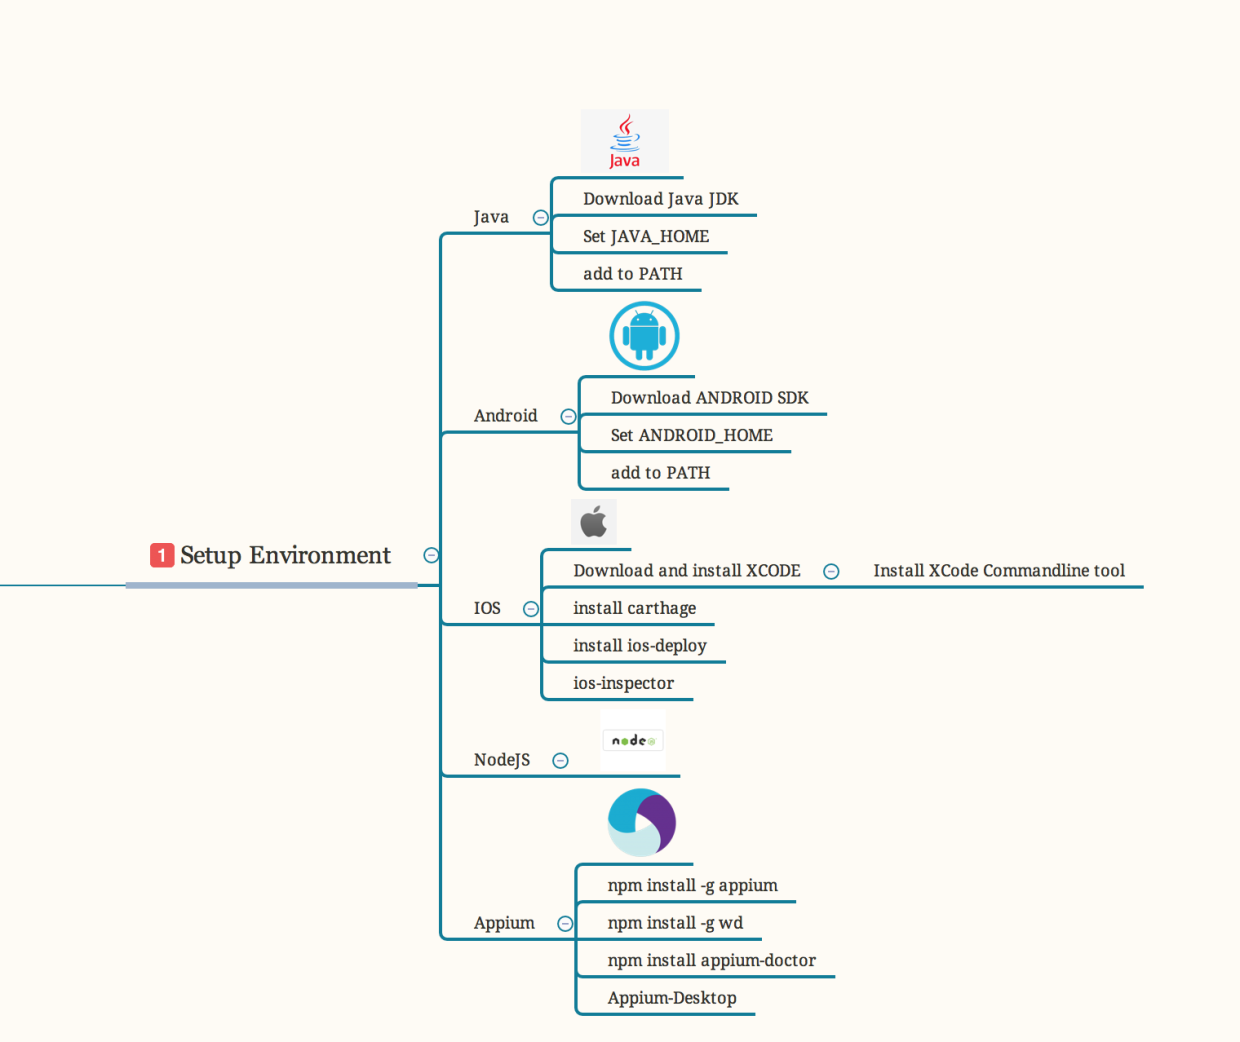 Java
Java
Download Java JDK
Set JAVA_HOME
add to PATH
Android
Download ANDROID SDK
Set ANDROID_HOME
add to PATH
1 Setup Environment
IOS
Download and install XCODE
Install XCode Commandline tool
install carthage
install ios-deploy
ios-inspector
NodeJS
node
Appium
npm install -g appium
npm install -g wd
npm install appium-doctor
Appium-Desktop